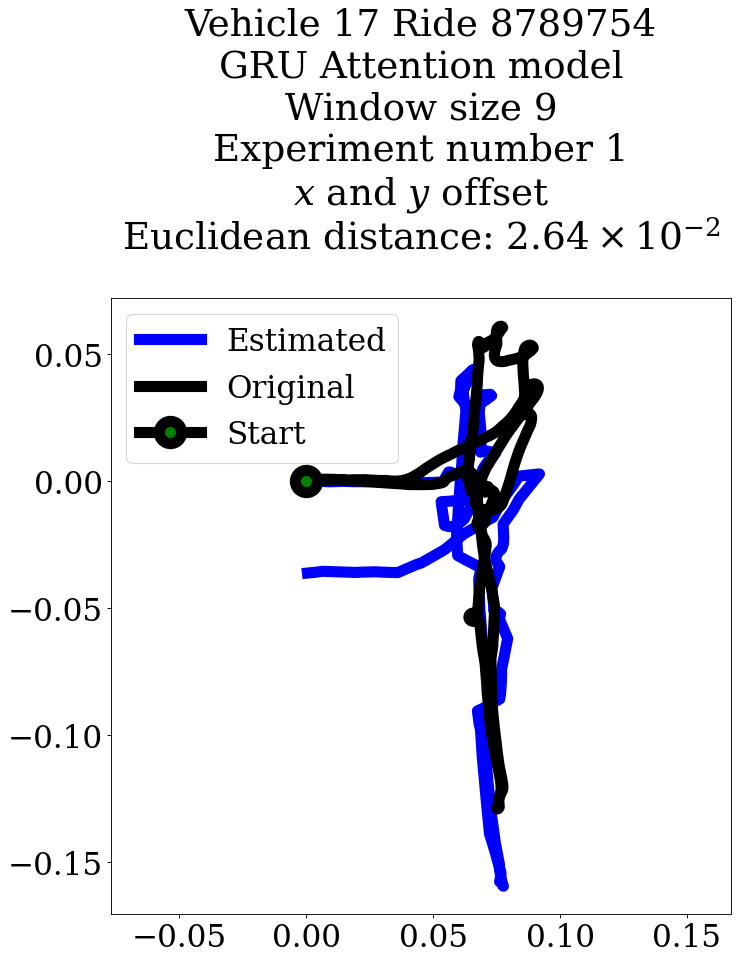 Vehicle 17 Ride 8789754
GRU Attention model
Window size 9
Experiment number 1
x and y offset
Euclidean distance: 2.64 × 10⁻²
Estimated
Original
Start
0.05
0.00
−0.05
−0.10
−0.15
−0.05 0.00 0.05 0.10 0.15